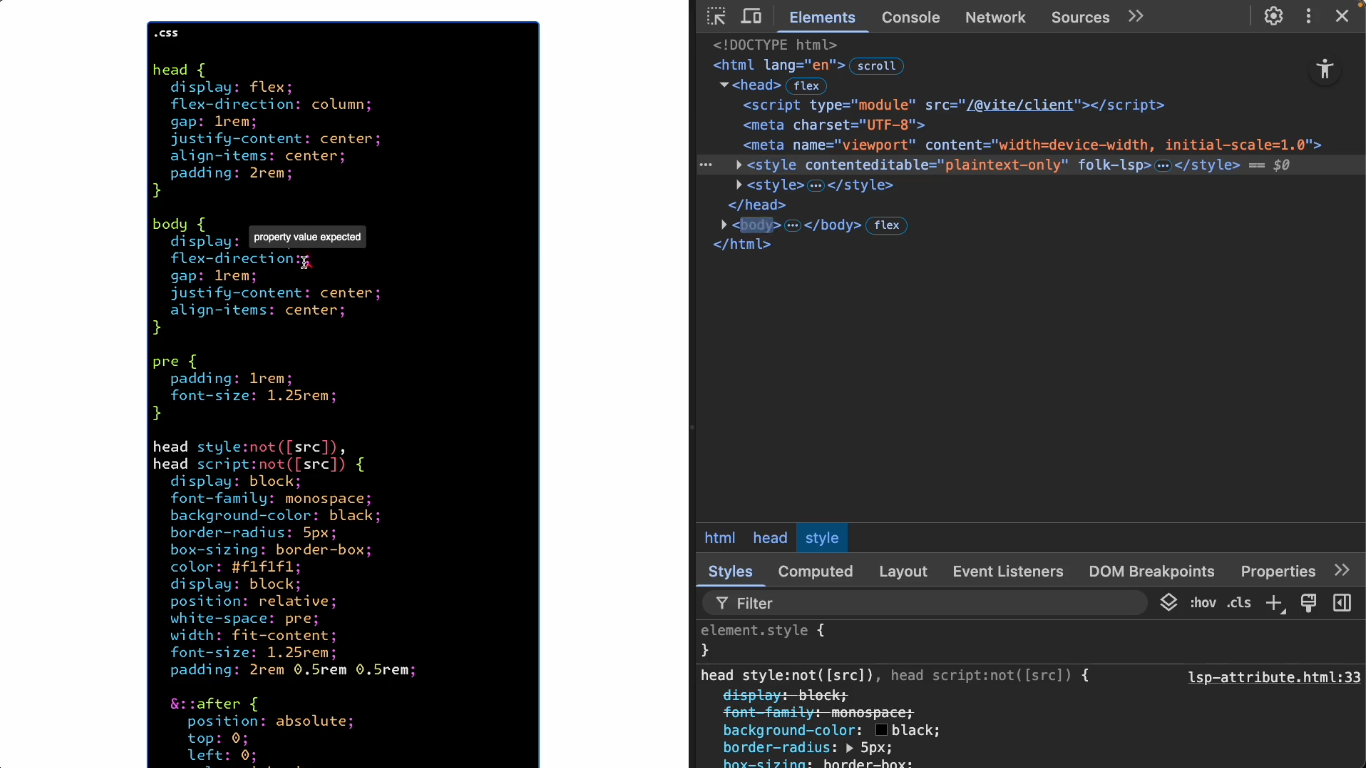 .css
head {
display: flex;
flex-direction: column;
gap: 1rem;
justify-content: center;
align-items: center;
padding: 2rem;
}
body {
display:
property value expected
flex-direction:
gap: 1rem;
justify-content: center;
align-items: center;
}
pre {
padding: 1rem;
font-size: 1.25rem;
}
head style:not([src]),
head script:not([src]) {
display: block;
font-family: monospace;
background-color: black;
border-radius: 5px;
box-sizing: border-box;
color: #f1f1f1;
display: block;
position: relative;
white-space: pre;
width: fit-content;
font-size: 1.25rem;
padding: 2rem 0.5rem 0.5rem;
&::after {
position: absolute;
top: 0;
left: 0;
Elements Console Network Sources
<!DOCTYPE html>
<html lang="en"> scroll
<head> flex
<script type="module" src="/@vite/client"></script>
<meta charset="UTF-8">
<meta name="viewport" content="width=device-width, initial-scale=1.0">
<style contenteditable="plaintext-only" folk-lsp> … </style> == $0
<style> … </style>
</head>
<body> … </body> flex
</html>
html head style
Styles Computed Layout Event Listeners DOM Breakpoints Properties
Filter :hov .cls
element.style {
}
head style:not([src]), head script:not([src]) { lsp-attribute.html:33
display: block;
font-family: monospace;
background-color: black;
border-radius: 5px;
box-sizing: border-box;